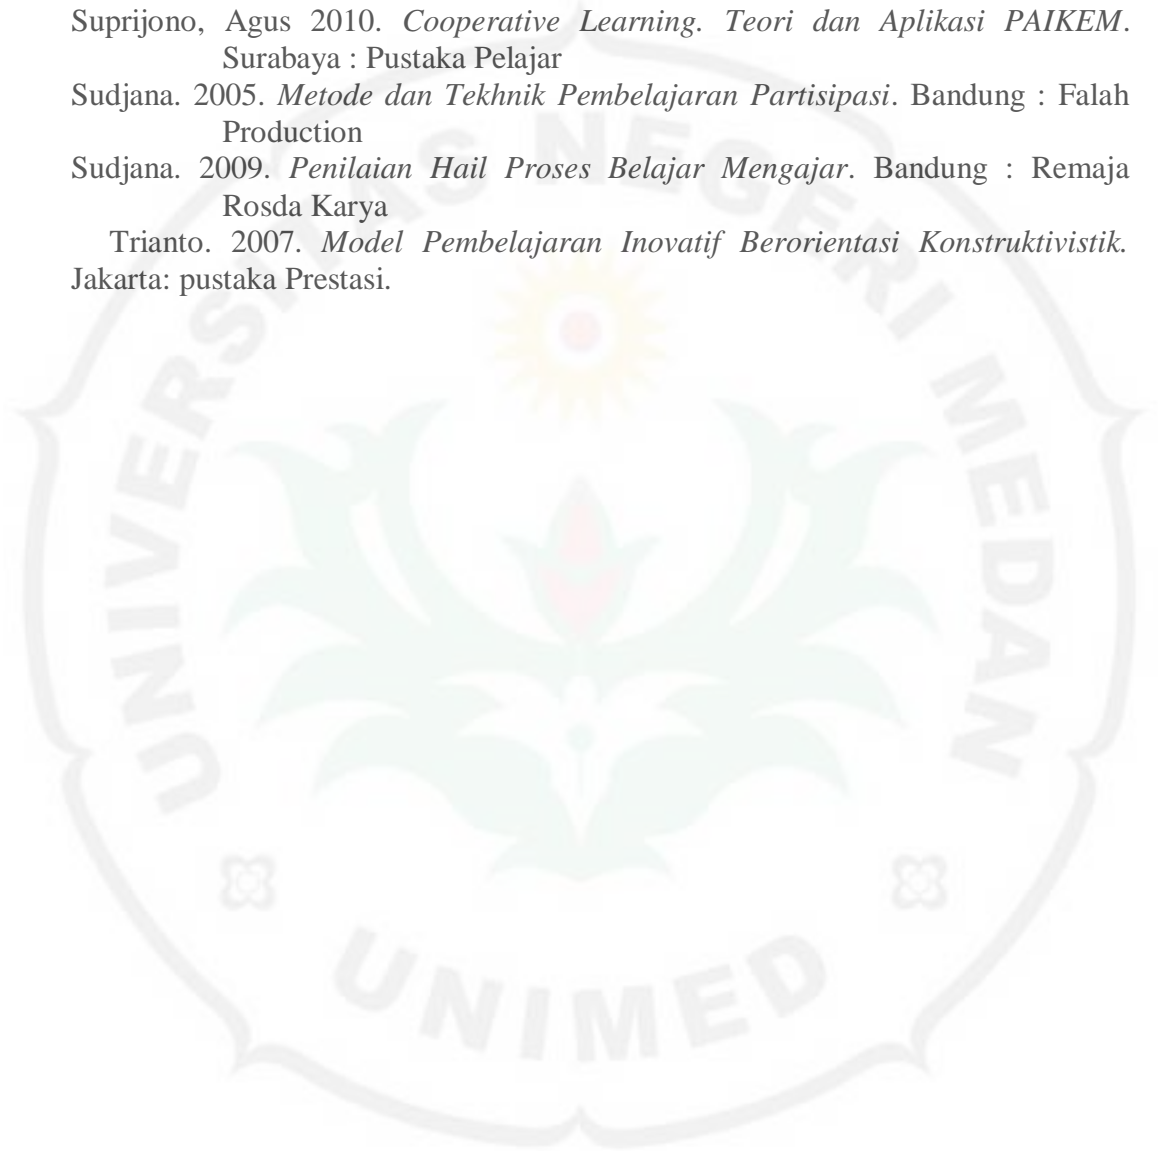 Suprijono, Agus 2010. Cooperative Learning. Teori dan Aplikasi PAIKEM.
Surabaya : Pustaka Pelajar
Sudjana. 2005. Metode dan Tekhnik Pembelajaran Partisipasi. Bandung : Falah
Production
Sudjana. 2009. Penilaian Hail Proses Belajar Mengajar. Bandung : Remaja
Rosda Karya
Trianto. 2007. Model Pembelajaran Inovatif Berorientasi Konstruktivistik.
Jakarta: pustaka Prestasi.
UNIVERSITAS NEGERI MEDAN
UNIMED